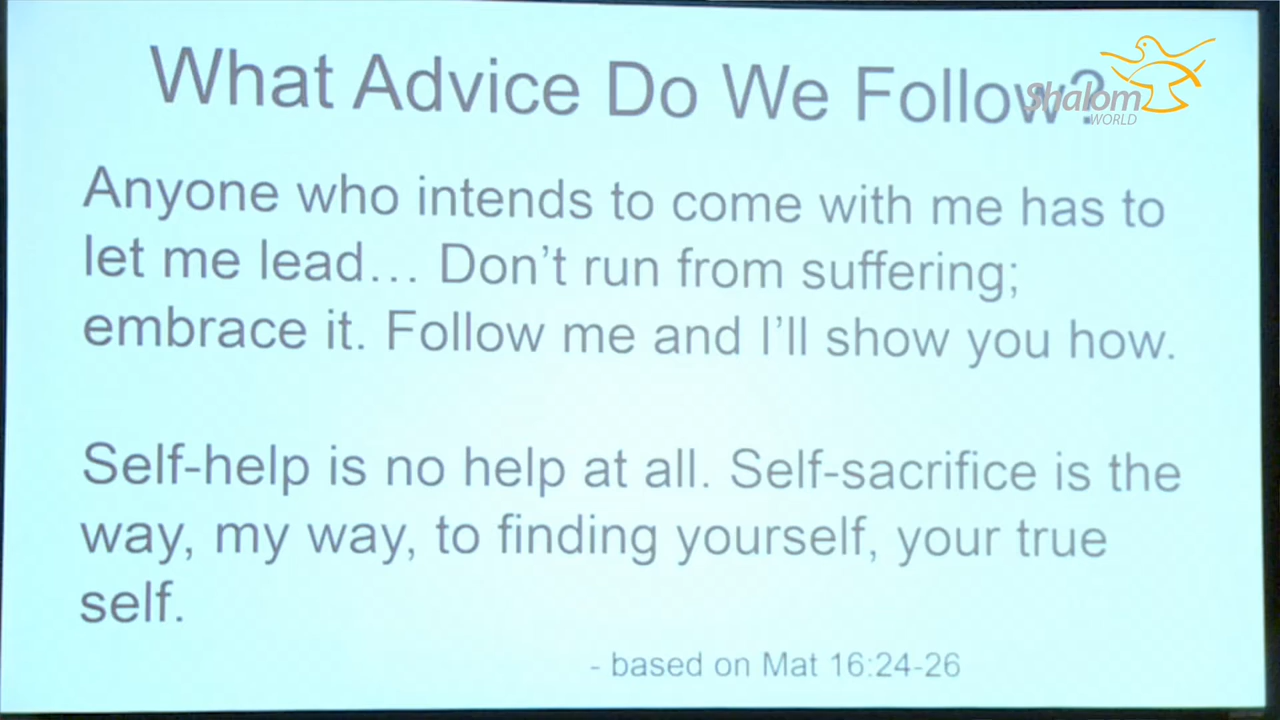 What Advice Do We Follow?
Shalom
WORLD
Anyone who intends to come with me has to
let me lead… Don’t run from suffering;
embrace it. Follow me and I’ll show you how.
Self-help is no help at all. Self-sacrifice is the
way, my way, to finding yourself, your true
self.
- based on Mat 16:24-26